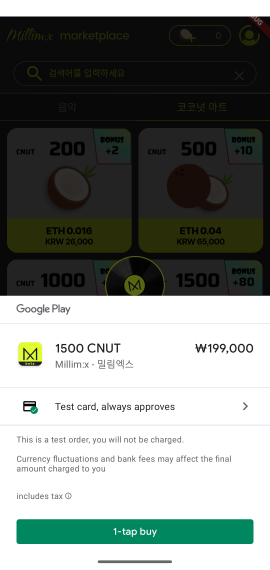 Millim:x marketplace
0
검색어를 입력하세요
음악
코코넛 아트
CNUT 200 BONUS +2
ETH 0.016
KRW 26,000
CNUT 500 BONUS +10
ETH 0.04
KRW 65,000
CNUT 1000 BONUS
CNUT 1500 BONUS +80
Google Play
1500 CNUT
₩199,000
Millim:x - 밀림엑스
Test card, always approves
This is a test order, you will not be charged.
Currency fluctuations and bank fees may affect the final
amount charged to you
includes tax
1-tap buy